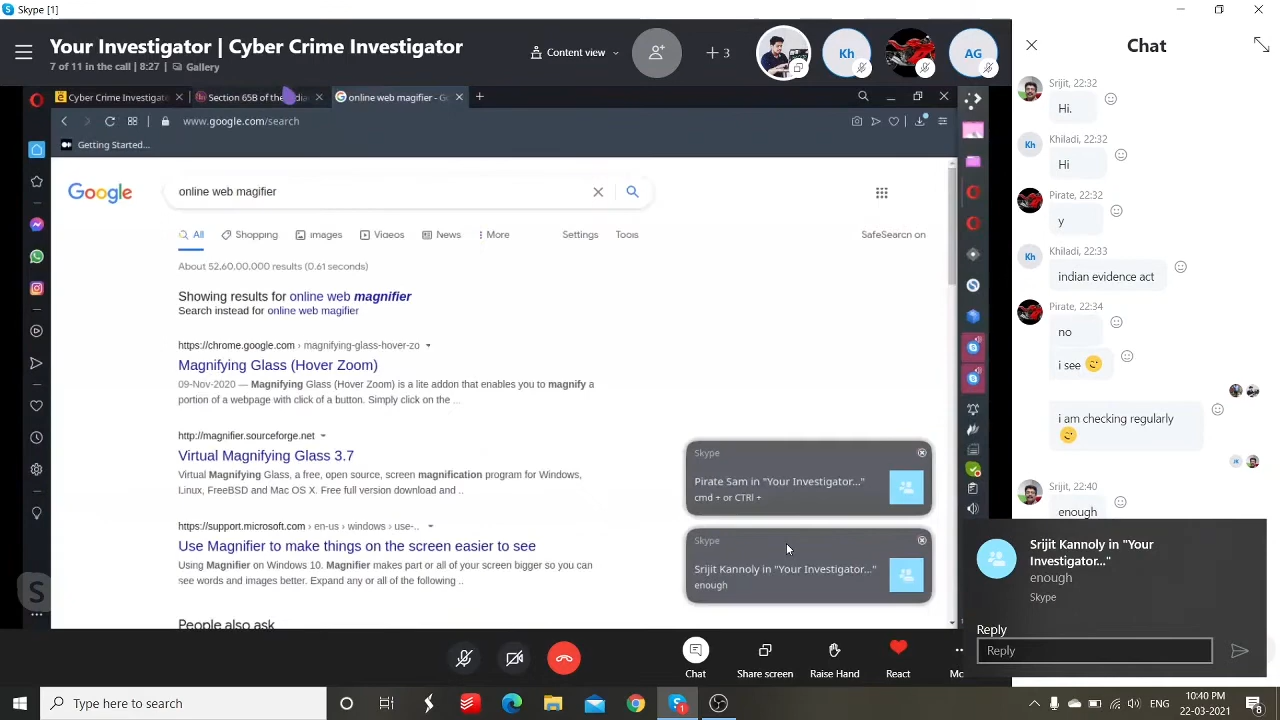 Skype [1]
Your Investigator | Cyber Crime Investigator
7 of 11 in the call | 8:27 | Gallery
Content view
+ 3
Kh
AG
Cyber Crime Investigat
Section 65B of the
online web magifier - G
www.google.com/search
Getting Started...
Google
online web magifier
All
Shopping
Images
Videos
News
More
Settings
Tools
SafeSearch on
About 52,60,00,000 results (0.61 seconds)
Showing results for online web magnifier
Search instead for online web magifier
https://chrome.google.com › magnifying-glass-hover-zo
Magnifying Glass (Hover Zoom)
09-Nov-2020 — Magnifying Glass (Hover Zoom) is a lite addon that enables you to magnify a
portion of a webpage with click of a button. Simply click on the ...
http://magnifier.sourceforge.net
Virtual Magnifying Glass 3.7
Virtual Magnifying Glass, a free, open source, screen magnification program for Windows,
Linux, FreeBSD and Mac OS X. Free full version download and ..
https://support.microsoft.com › en-us › windows › use-..
Use Magnifier to make things on the screen easier to see
Using Magnifier on Windows 10. Magnifier makes part or all of your screen bigger so you can
see words and images better. Expand any or all of the following ..
People also ask
Skype
Pirate Sam in "Your Investigator..."
cmd + or CTRl +
Skype
Srijit Kannoly in "Your Investigator..."
enough
Chat
Share screen
Raise Hand
React
Mo
Chat
Srijit, 22:32
Hi.
Khiladi, 22:32
Kh
Hi
Pirate, 22:32
y
Khiladi, 22:33
Kh
indian evidence act
Pirate, 22:34
no
i see
i am checking regularly
Srijit, 22:40
enough
Srijit Kannoly in "Your
Investigator..."
enough
Skype
Reply
Reply
Type here to search
1
10:40 PM
22-03-2021
8